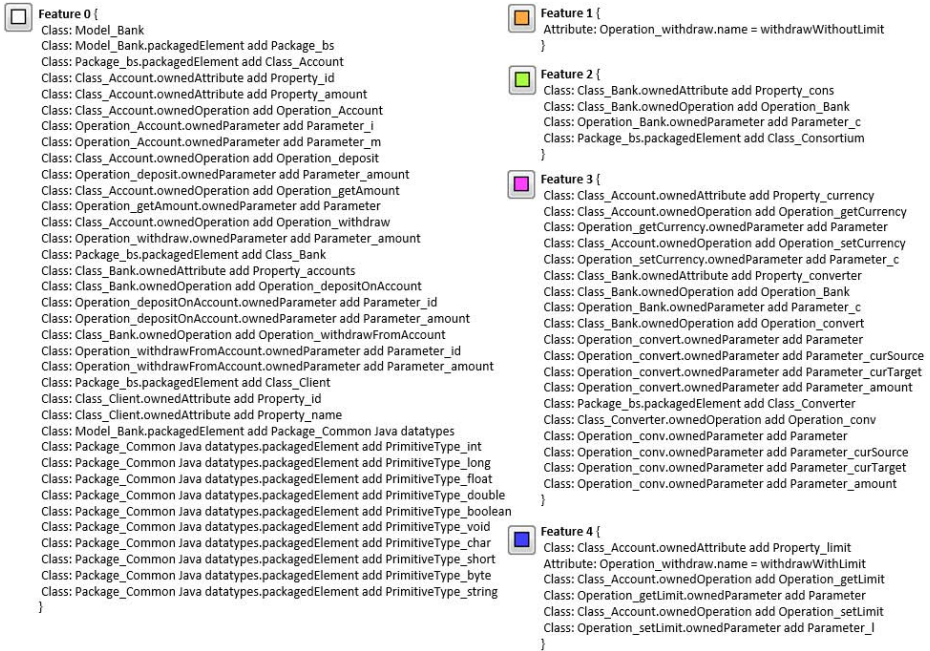 Feature 0 {
Class: Model_Bank
Class: Model_Bank.packagedElement add Package_bs
Class: Package_bs.packagedElement add Class_Account
Class: Class_Account.ownedAttribute add Property_id
Class: Class_Account.ownedAttribute add Property_amount
Class: Class_Account.ownedOperation add Operation_Account
Class: Operation_Account.ownedParameter add Parameter_i
Class: Operation_Account.ownedParameter add Parameter_m
Class: Class_Account.ownedOperation add Operation_deposit
Class: Operation_deposit.ownedParameter add Parameter_amount
Class: Class_Account.ownedOperation add Operation_getAmount
Class: Operation_getAmount.ownedParameter add Parameter
Class: Class_Account.ownedOperation add Operation_withdraw
Class: Operation_withdraw.ownedParameter add Parameter_amount
Class: Package_bs.packagedElement add Class_Bank
Class: Class_Bank.ownedAttribute add Property_accounts
Class: Class_Bank.ownedOperation add Operation_depositOnAccount
Class: Operation_depositOnAccount.ownedParameter add Parameter_id
Class: Operation_depositOnAccount.ownedParameter add Parameter_amount
Class: Class_Bank.ownedOperation add Operation_withdrawFromAccount
Class: Operation_withdrawFromAccount.ownedParameter add Parameter_id
Class: Operation_withdrawFromAccount.ownedParameter add Parameter_amount
Class: Package_bs.packagedElement add Class_Client
Class: Class_Client.ownedAttribute add Property_id
Class: Class_Client.ownedAttribute add Property_name
Class: Model_Bank.packagedElement add Package_Common Java datatypes
Class: Package_Common Java datatypes.packagedElement add PrimitiveType_int
Class: Package_Common Java datatypes.packagedElement add PrimitiveType_long
Class: Package_Common Java datatypes.packagedElement add PrimitiveType_float
Class: Package_Common Java datatypes.packagedElement add PrimitiveType_double
Class: Package_Common Java datatypes.packagedElement add PrimitiveType_boolean
Class: Package_Common Java datatypes.packagedElement add PrimitiveType_void
Class: Package_Common Java datatypes.packagedElement add PrimitiveType_char
Class: Package_Common Java datatypes.packagedElement add PrimitiveType_short
Class: Package_Common Java datatypes.packagedElement add PrimitiveType_byte
Class: Package_Common Java datatypes.packagedElement add PrimitiveType_string
}
Feature 1 {
Attribute: Operation_withdraw.name = withdrawWithoutLimit
}
Feature 2 {
Class: Class_Bank.ownedAttribute add Property_cons
Class: Class_Bank.ownedOperation add Operation_Bank
Class: Operation_Bank.ownedParameter add Parameter_c
Class: Package_bs.packagedElement add Class_Consortium
}
Feature 3 {
Class: Class_Account.ownedAttribute add Property_currency
Class: Class_Account.ownedOperation add Operation_getCurrency
Class: Operation_getCurrency.ownedParameter add Parameter
Class: Class_Account.ownedOperation add Operation_setCurrency
Class: Operation_setCurrency.ownedParameter add Parameter_c
Class: Class_Bank.ownedAttribute add Property_converter
Class: Class_Bank.ownedOperation add Operation_Bank
Class: Operation_Bank.ownedParameter add Parameter_c
Class: Class_Bank.ownedOperation add Operation_convert
Class: Operation_convert.ownedParameter add Parameter
Class: Operation_convert.ownedParameter add Parameter_curSource
Class: Operation_convert.ownedParameter add Parameter_curTarget
Class: Operation_convert.ownedParameter add Parameter_amount
Class: Package_bs.packagedElement add Class_Converter
Class: Class_Converter.ownedOperation add Operation_conv
Class: Operation_conv.ownedParameter add Parameter
Class: Operation_conv.ownedParameter add Parameter_curSource
Class: Operation_conv.ownedParameter add Parameter_curTarget
Class: Operation_conv.ownedParameter add Parameter_amount
}
Feature 4 {
Class: Class_Account.ownedAttribute add Property_limit
Attribute: Operation_withdraw.name = withdrawWithLimit
Class: Class_Account.ownedOperation add Operation_getLimit
Class: Operation_getLimit.ownedParameter add Parameter
Class: Class_Account.ownedOperation add Operation_setLimit
Class: Operation_setLimit.ownedParameter add Parameter_l
}